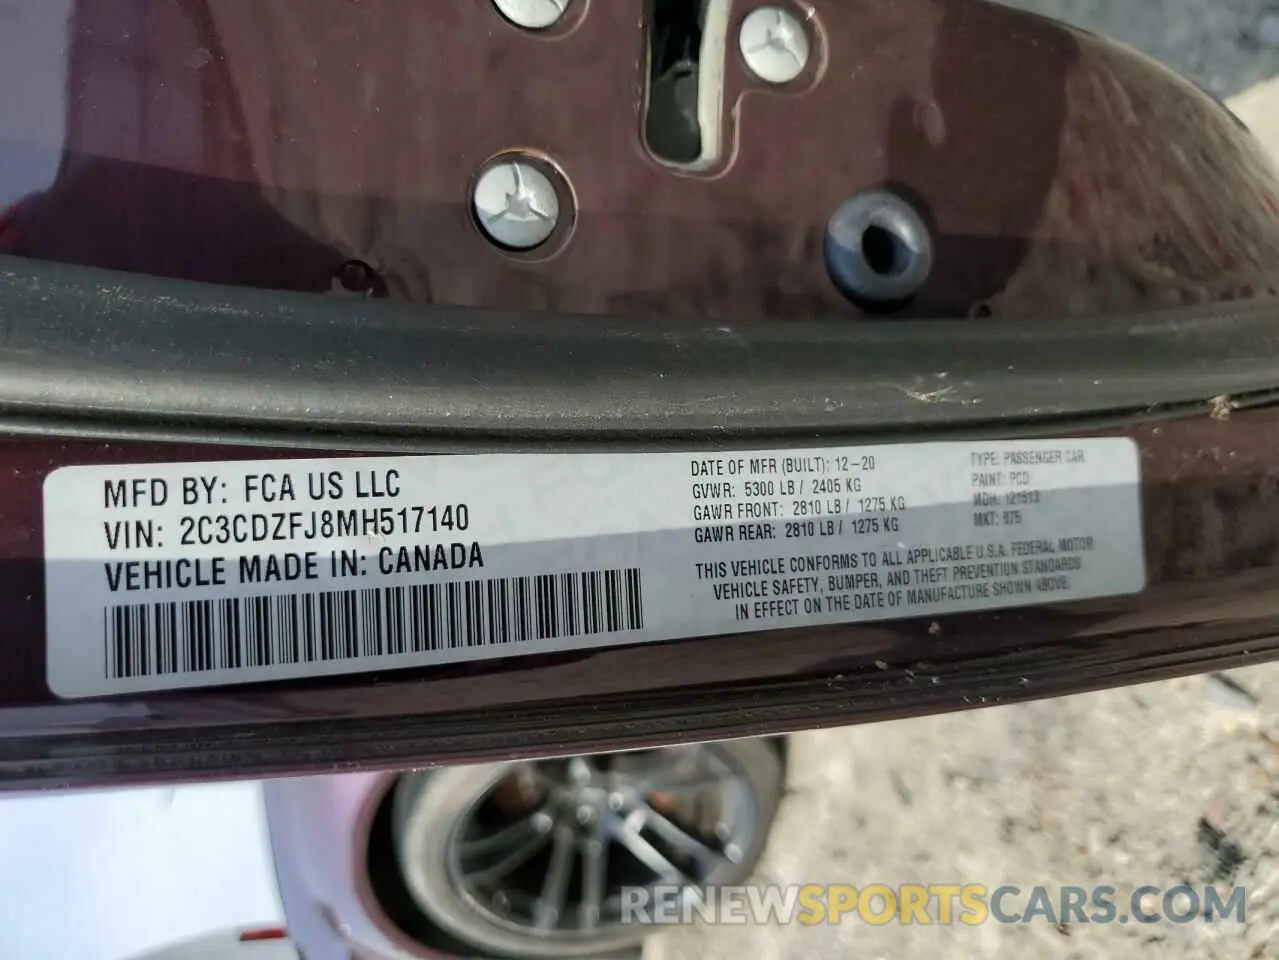 MFD BY: FCA US LLC
VIN: 2C3CDZFJ8MH517140
VEHICLE MADE IN: CANADA
DATE OF MFR (BUILT): 12-20
GVWR: 5300 LB / 2405 KG
GAWR FRONT: 2810 LB / 1275 KG
GAWR REAR: 2810 LB / 1275 KG
TYPE: PASSENGER CAR
PAINT: PCD
MDH: 121513
MKT: 875
THIS VEHICLE CONFORMS TO ALL APPLICABLE U.S.A. FEDERAL MOTOR
VEHICLE SAFETY, BUMPER, AND THEFT PREVENTION STANDARDS
IN EFFECT ON THE DATE OF MANUFACTURE SHOWN ABOVE.
RENEWSPORTSCARS.COM